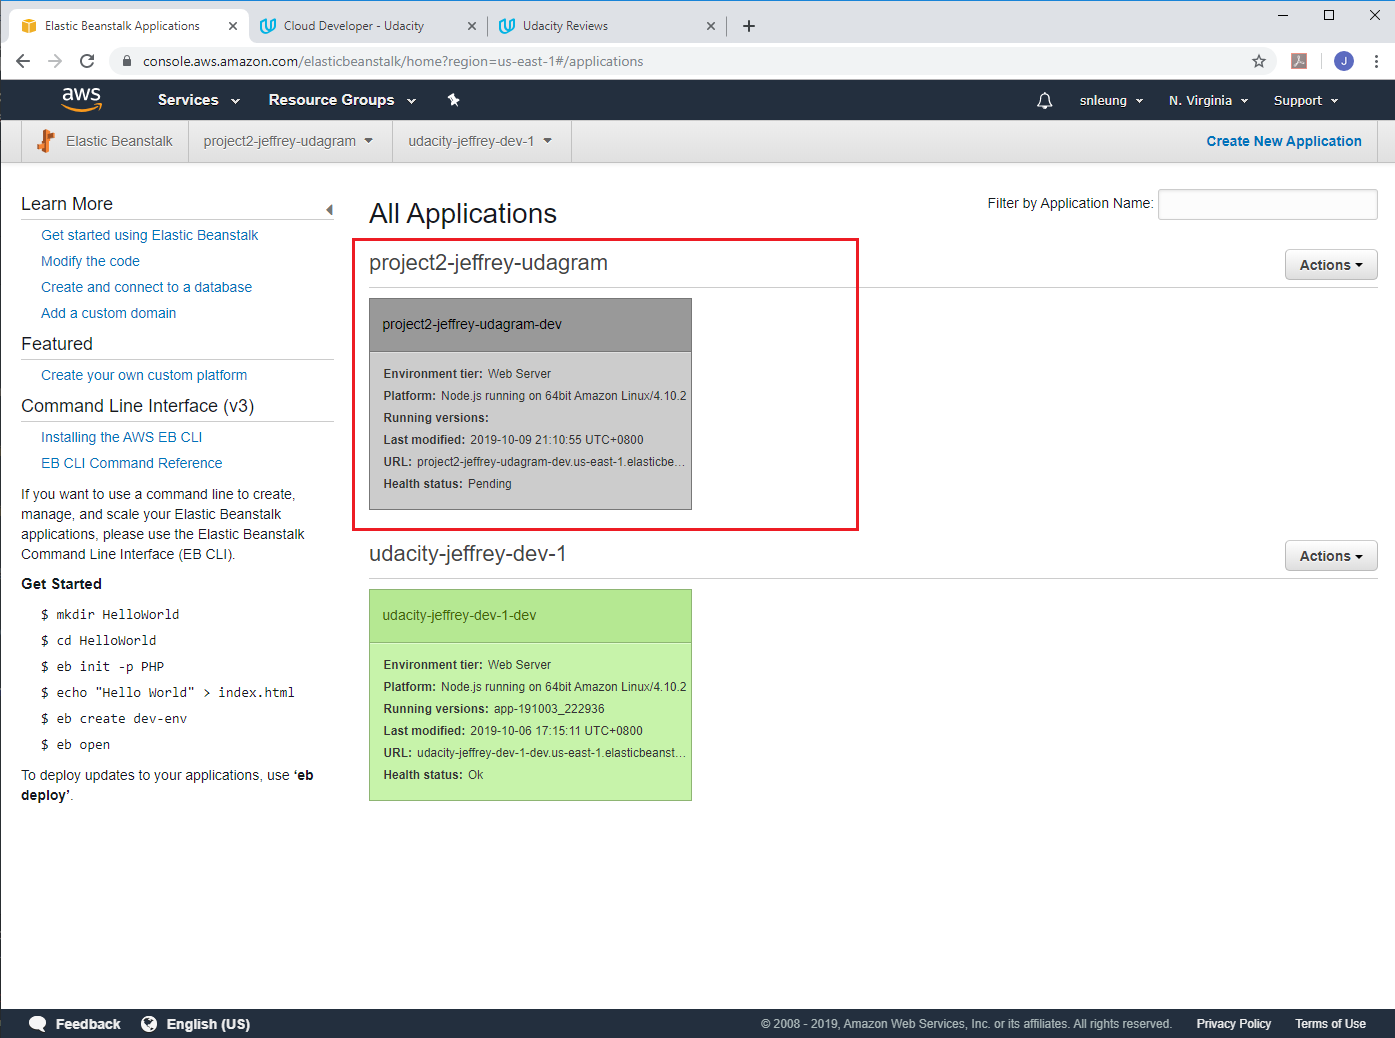 Elastic Beanstalk Applications
Cloud Developer - Udacity
Udacity Reviews
console.aws.amazon.com/elasticbeanstalk/home?region=us-east-1#/applications
J
aws
Services
Resource Groups
snleung
N. Virginia
Support
Elastic Beanstalk
project2-jeffrey-udagram
udacity-jeffrey-dev-1
Create New Application
Learn More
Get started using Elastic Beanstalk
Modify the code
Create and connect to a database
Add a custom domain
Featured
Create your own custom platform
Command Line Interface (v3)
Installing the AWS EB CLI
EB CLI Command Reference
If you want to use a command line to create,
manage, and scale your Elastic Beanstalk
applications, please use the Elastic Beanstalk
Command Line Interface (EB CLI).
Get Started
$ mkdir HelloWorld
$ cd HelloWorld
$ eb init -p PHP
$ echo "Hello World" > index.html
$ eb create dev-env
$ eb open
To deploy updates to your applications, use ‘eb
deploy’.
All Applications
Filter by Application Name:
project2-jeffrey-udagram
Actions
project2-jeffrey-udagram-dev
Environment tier: Web Server
Platform: Node.js running on 64bit Amazon Linux/4.10.2
Running versions:
Last modified: 2019-10-09 21:10:55 UTC+0800
URL: project2-jeffrey-udagram-dev.us-east-1.elasticbe...
Health status: Pending
udacity-jeffrey-dev-1
Actions
udacity-jeffrey-dev-1-dev
Environment tier: Web Server
Platform: Node.js running on 64bit Amazon Linux/4.10.2
Running versions: app-191003_222936
Last modified: 2019-10-06 17:15:11 UTC+0800
URL: udacity-jeffrey-dev-1-dev.us-east-1.elasticbeanst...
Health status: Ok
Feedback
English (US)
© 2008 - 2019, Amazon Web Services, Inc. or its affiliates. All rights reserved.
Privacy Policy
Terms of Use